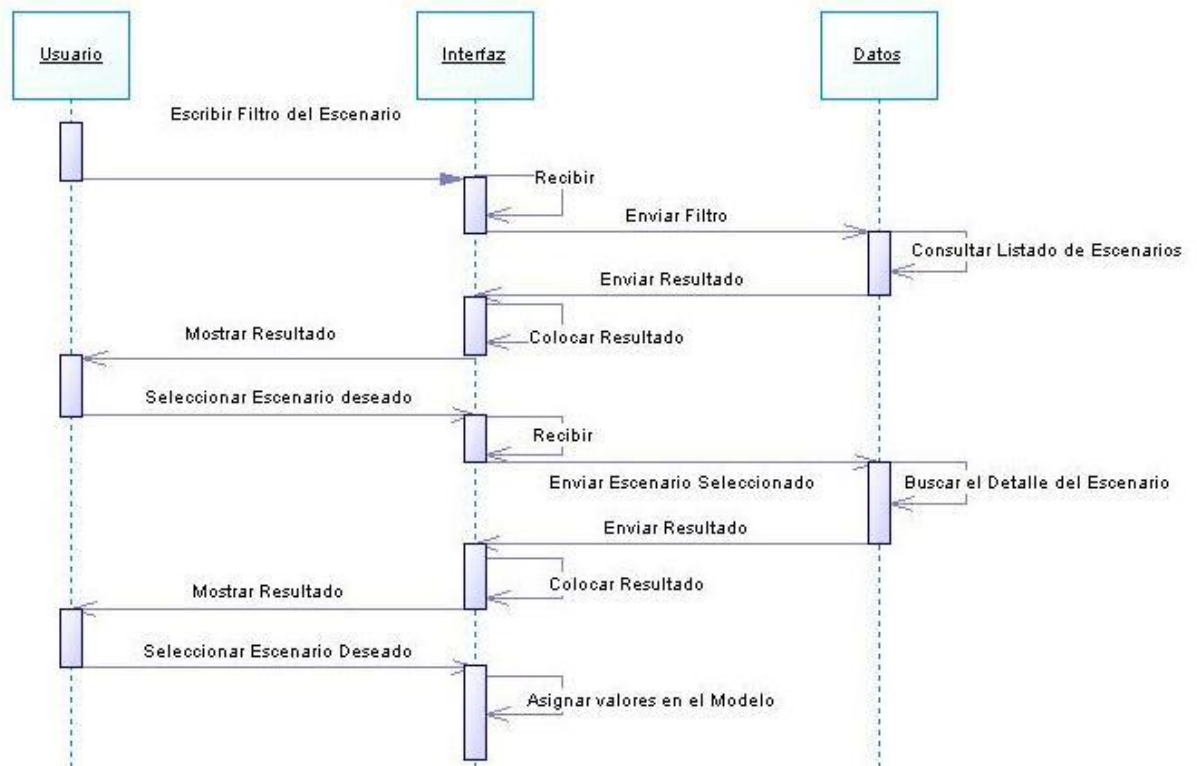 Usuario
Interfaz
Datos
Escribir Filtro del Escenario
Recibir
Enviar Filtro
Consultar Listado de Escenarios
Enviar Resultado
Colocar Resultado
Mostrar Resultado
Seleccionar Escenario deseado
Recibir
Enviar Escenario Seleccionado
Buscar el Detalle del Escenario
Enviar Resultado
Colocar Resultado
Mostrar Resultado
Seleccionar Escenario Deseado
Asignar valores en el Modelo